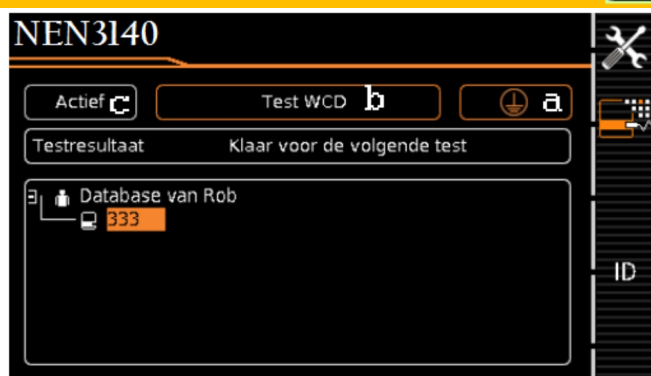 NEN3140
Actief c Test WCD b a
Testresultaat Klaar voor de volgende test
Database van Rob
333
ID